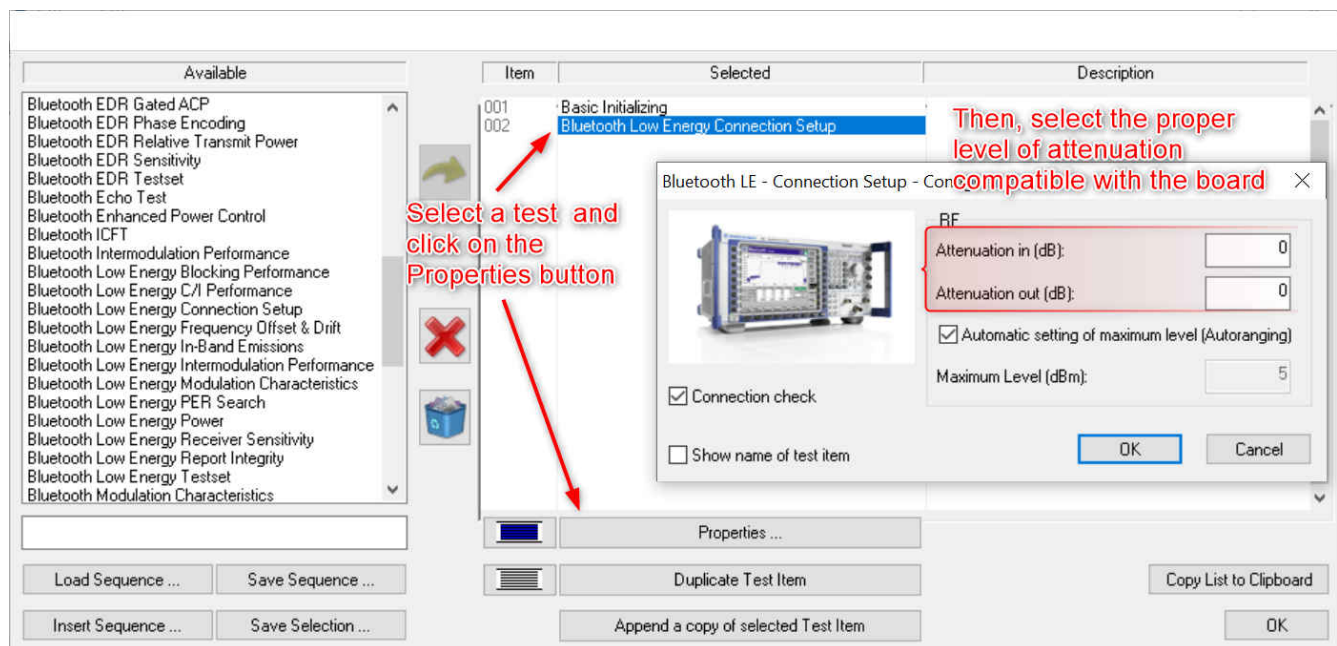 Available
Item
Selected
Description
Bluetooth EDR Gated ACP
Bluetooth EDR Phase Encoding
Bluetooth EDR Relative Transmit Power
Bluetooth EDR Sensitivity
Bluetooth EDR Testset
Bluetooth Echo Test
Bluetooth Enhanced Power Control
Bluetooth ICFT
Bluetooth Intermodulation Performance
Bluetooth Low Energy Blocking Performance
Bluetooth Low Energy C/I Performance
Bluetooth Low Energy Connection Setup
Bluetooth Low Energy Frequency Offset & Drift
Bluetooth Low Energy In-Band Emissions
Bluetooth Low Energy Intermodulation Performance
Bluetooth Low Energy Modulation Characteristics
Bluetooth Low Energy PER Search
Bluetooth Low Energy Power
Bluetooth Low Energy Receiver Sensitivity
Bluetooth Low Energy Report Integrity
Bluetooth Low Energy Testset
Bluetooth Modulation Characteristics
001 Basic Initializing
002 Bluetooth Low Energy Connection Setup
Select a test and
click on the
Properties button
Then, select the proper
level of attenuation
compatible with the board
Bluetooth LE - Connection Setup -
RF
Attenuation in (dB): 0
Attenuation out (dB): 0
Automatic setting of maximum level (Autoranging)
Maximum Level (dBm): 5
Connection check
Show name of test item
OK
Cancel
Properties ...
Load Sequence ...
Save Sequence ...
Duplicate Test Item
Copy List to Clipboard
Insert Sequence ...
Save Selection ...
Append a copy of selected Test Item
OK